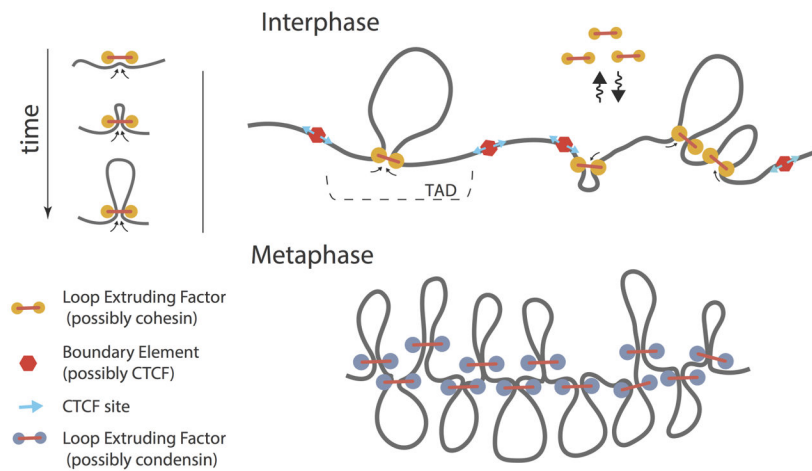 Interphase
time
TAD
Metaphase
Loop Extruding Factor
(possibly cohesin)
Boundary Element
(possibly CTCF)
CTCF site
Loop Extruding Factor
(possibly condensin)